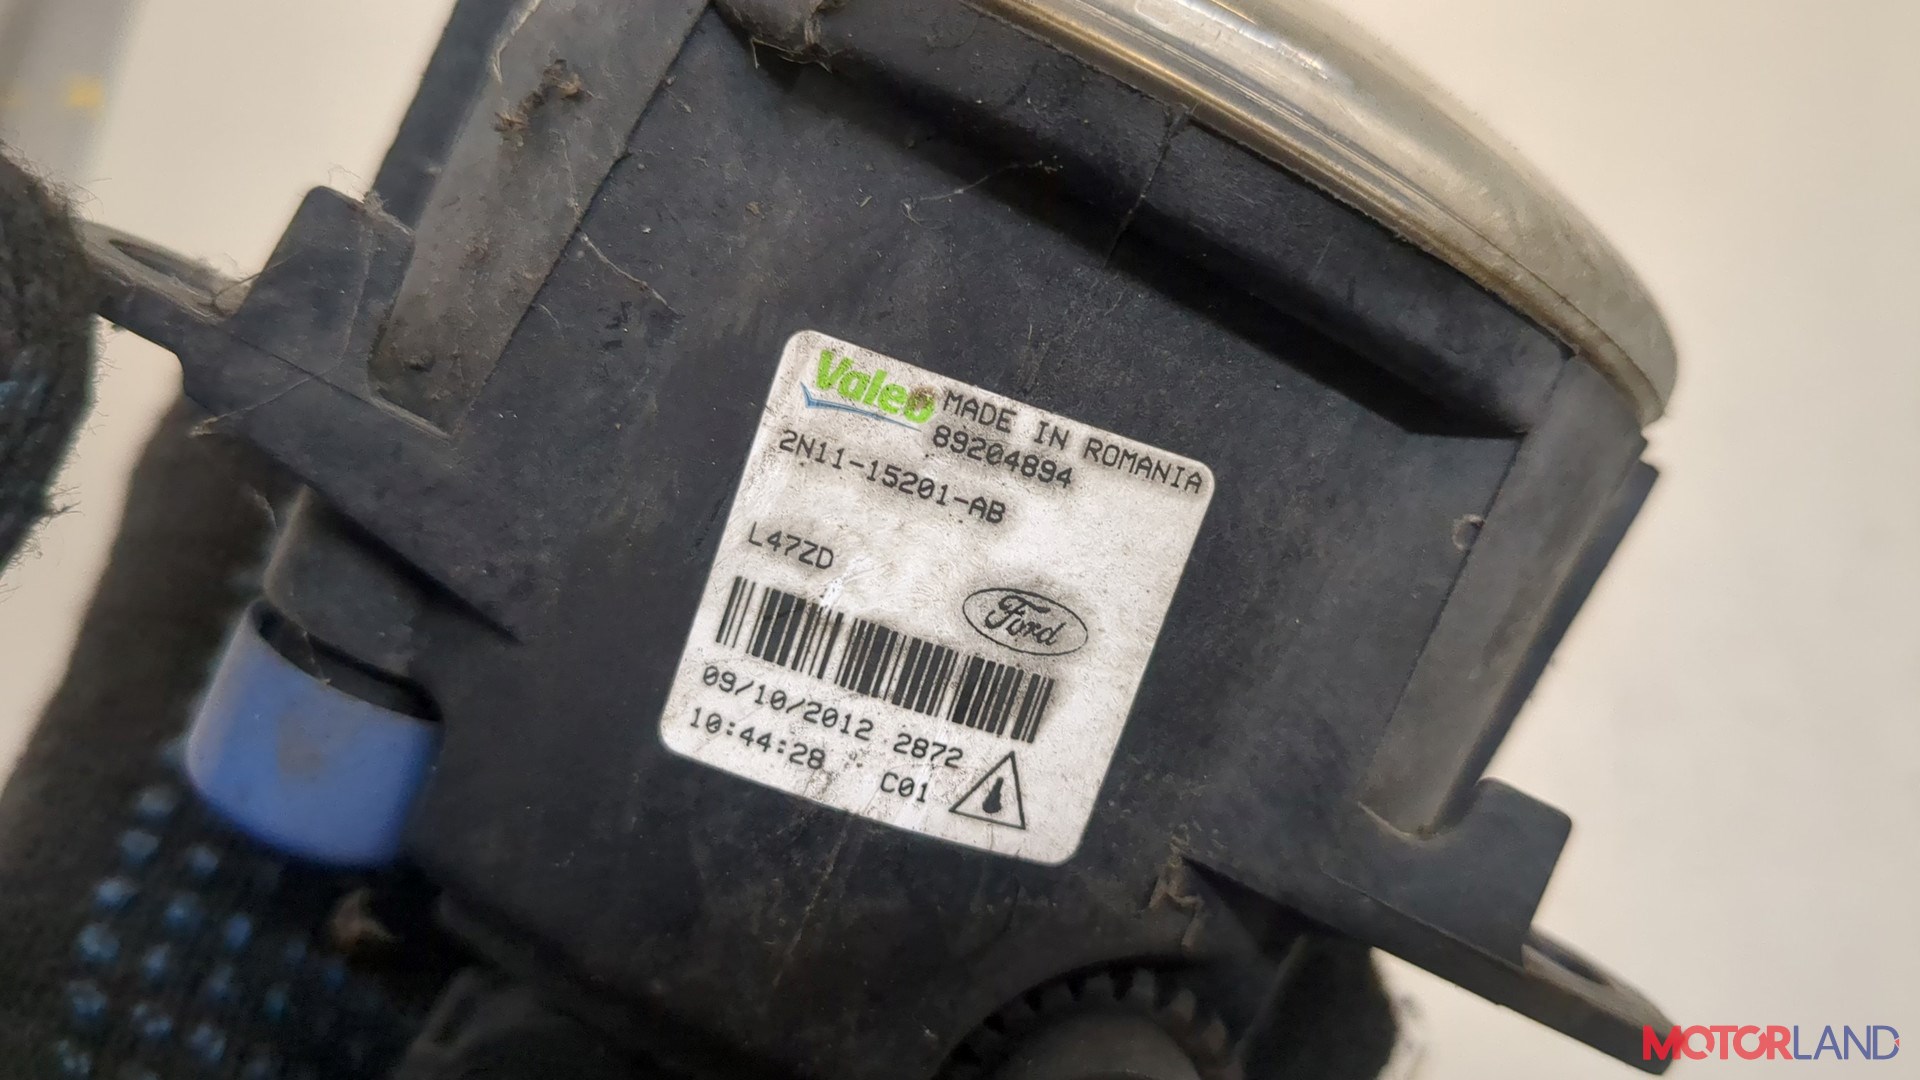 Valeo MADE IN ROMANIA
89204894
2N11-15201-AB
L47ZD
Ford
09/10/2012 2872
10:44:28 C01
MOTORLAND